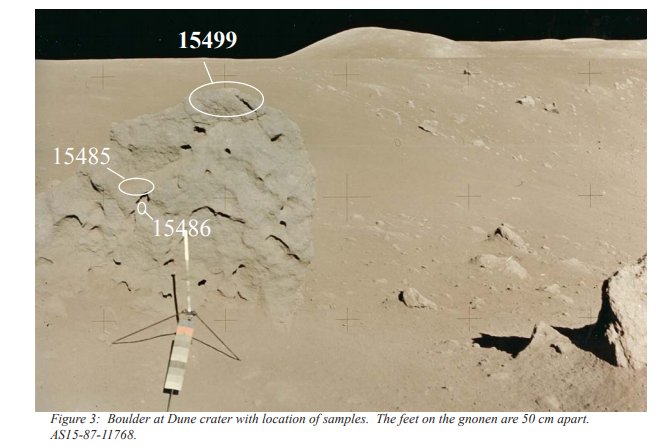 15499
15485
15486
Figure 3: Boulder at Dune crater with location of samples. The feet on the gnonen are 50 cm apart.
AS15-87-11768.